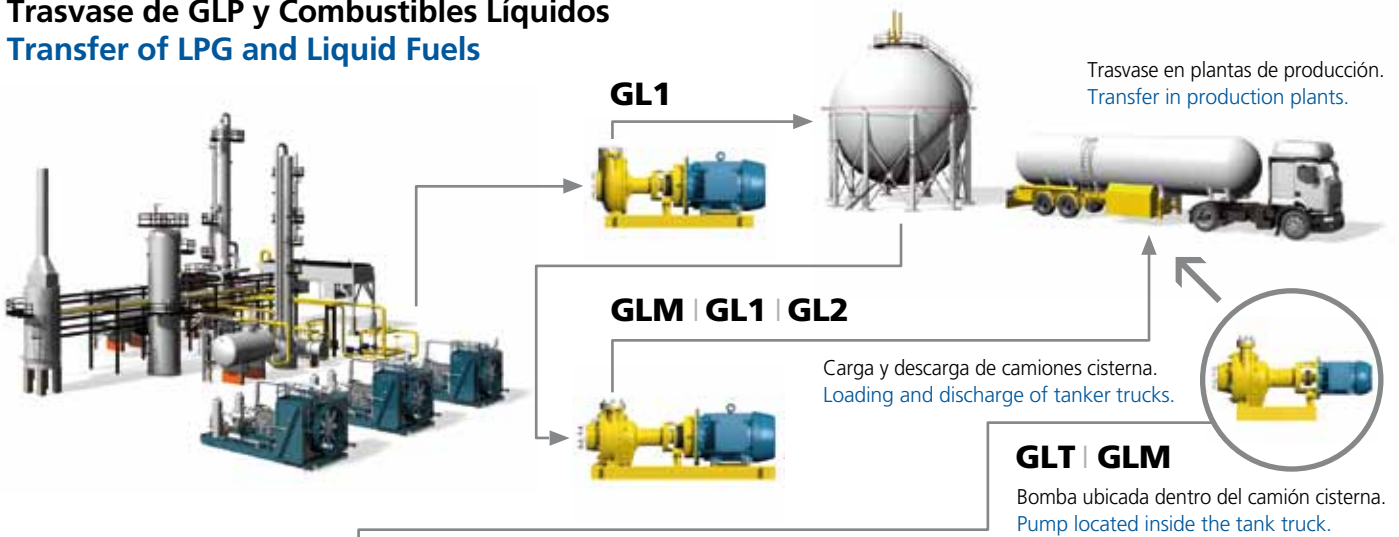 Trasvase de GLP y Combustibles Líquidos
Transfer of LPG and Liquid Fuels
GL1
Trasvase en plantas de producción.
Transfer in production plants.
GLM | GL1 | GL2
Carga y descarga de camiones cisterna.
Loading and discharge of tanker trucks.
GLT | GLM
Bomba ubicada dentro del camión cisterna.
Pump located inside the tank truck.